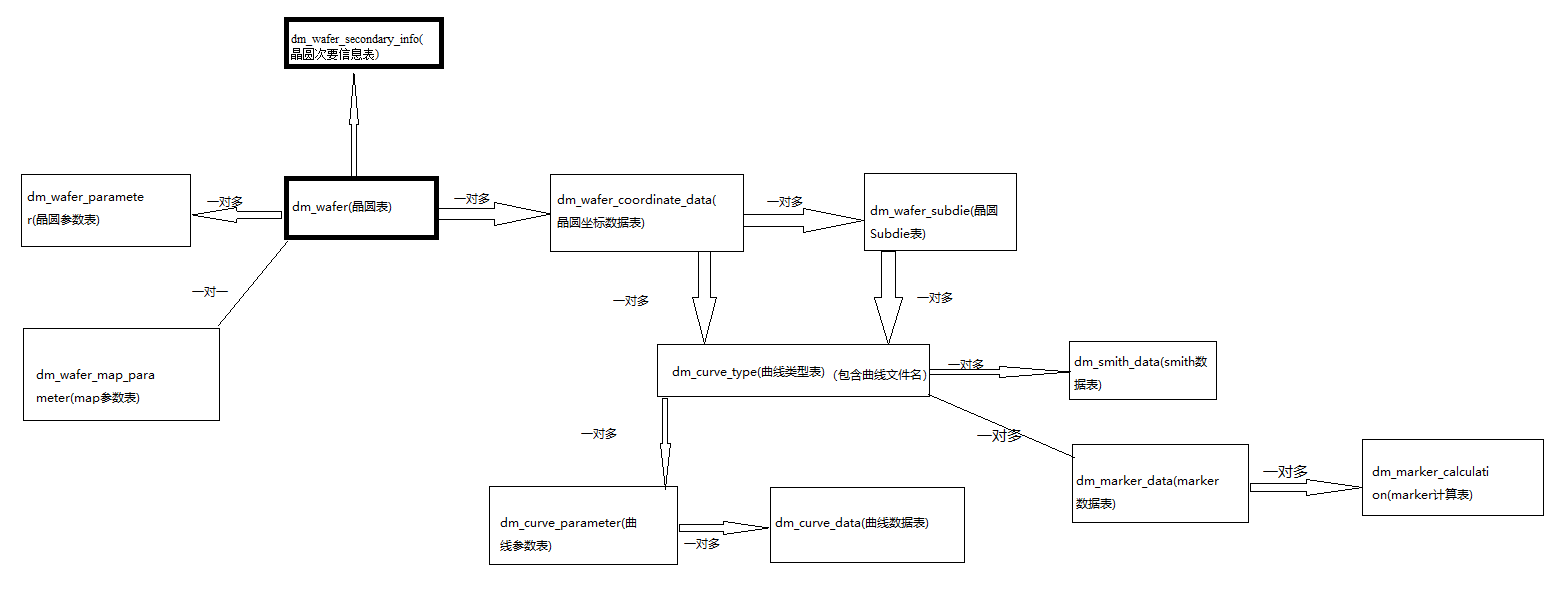 dm_wafer_secondary_info(
晶圆次要信息表)
dm_wafer_paramete
r(晶圆参数表)
一对多
dm_wafer(晶圆表)
一对多
dm_wafer_coordinate_data(
晶圆坐标数据表)
一对多
dm_wafer_subdie(晶圆
Subdie表)
一对一
一对多
一对多
dm_wafer_map_para
meter(map参数表)
dm_curve_type(曲线类型表)
(包含曲线文件名)
一对多
dm_smith_data(smith数
据表)
一对多
一对多
dm_marker_data(marker
数据表)
一对多
dm_marker_calculati
on(marker计算表)
dm_curve_parameter(曲
线参数表)
一对多
dm_curve_data(曲线数据表)